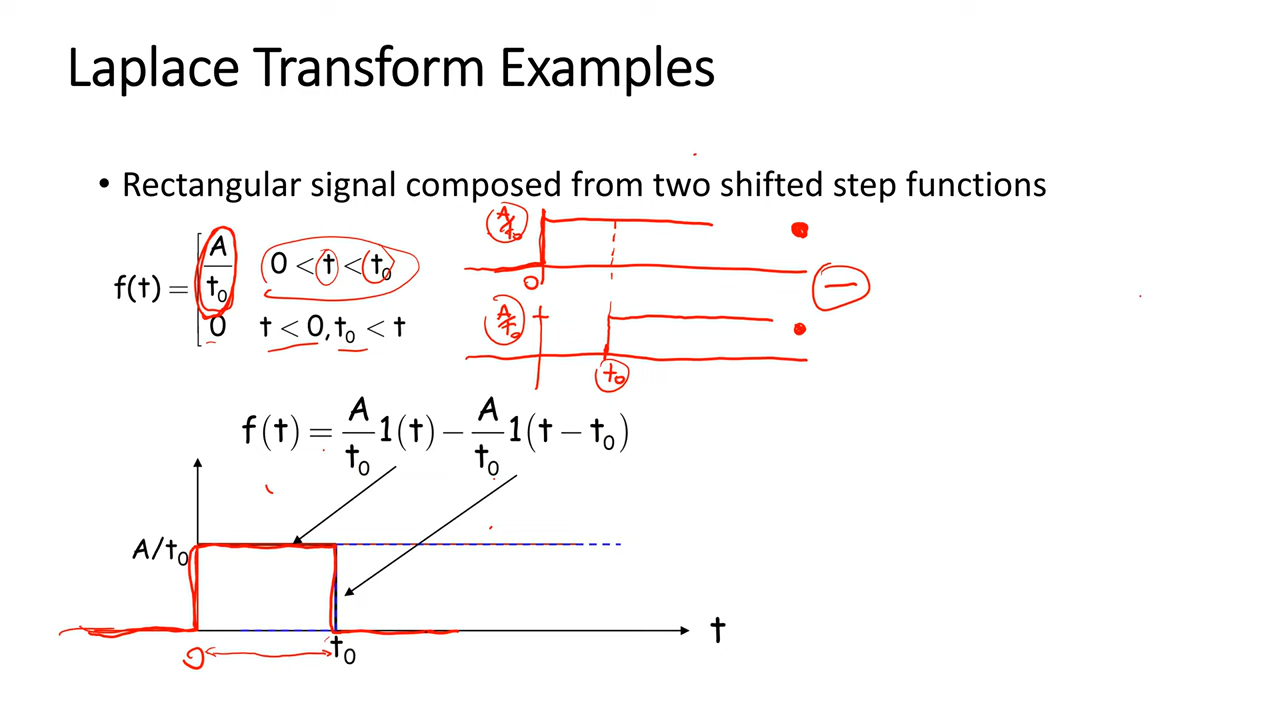 Laplace Transform Examples
• Rectangular signal composed from two shifted step functions
f(t) = [ A/t₀   0 < t < t₀
0   t < 0, t₀ < t
A/t₀
0
A/t₀
t₀
f(t) = A/t₀ 1(t) − A/t₀ 1(t − t₀)
A/t₀
t
0
t₀